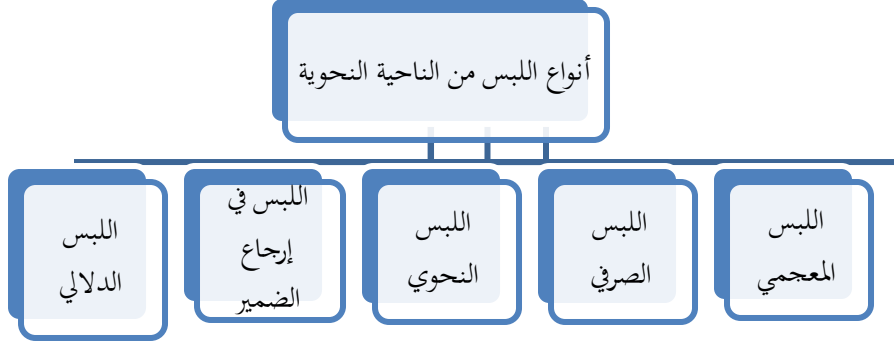 أنواع اللبس من الناحية النحوية
اللبس
المعجمي
اللبس
الصرفي
اللبس
النحوي
اللبس في
إرجاع
الضمير
اللبس
الدلالي